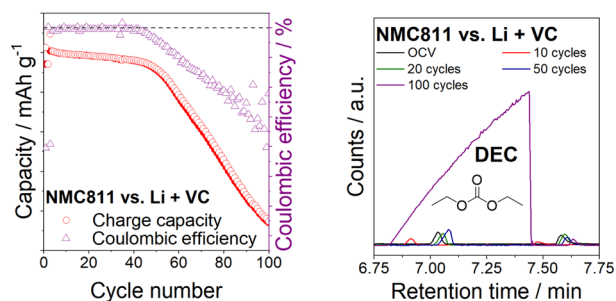 Capacity / mAh g⁻¹
NMC811 vs. Li + VC
Charge capacity
Coulombic efficiency
0 20 40 60 80 100
Cycle number
Coulombic efficiency / %
Counts / a.u.
NMC811 vs. Li + VC
OCV 10 cycles
20 cycles 50 cycles
100 cycles
DEC
O
O O
6.75 7.00 7.25 7.50 7.75
Retention time / min